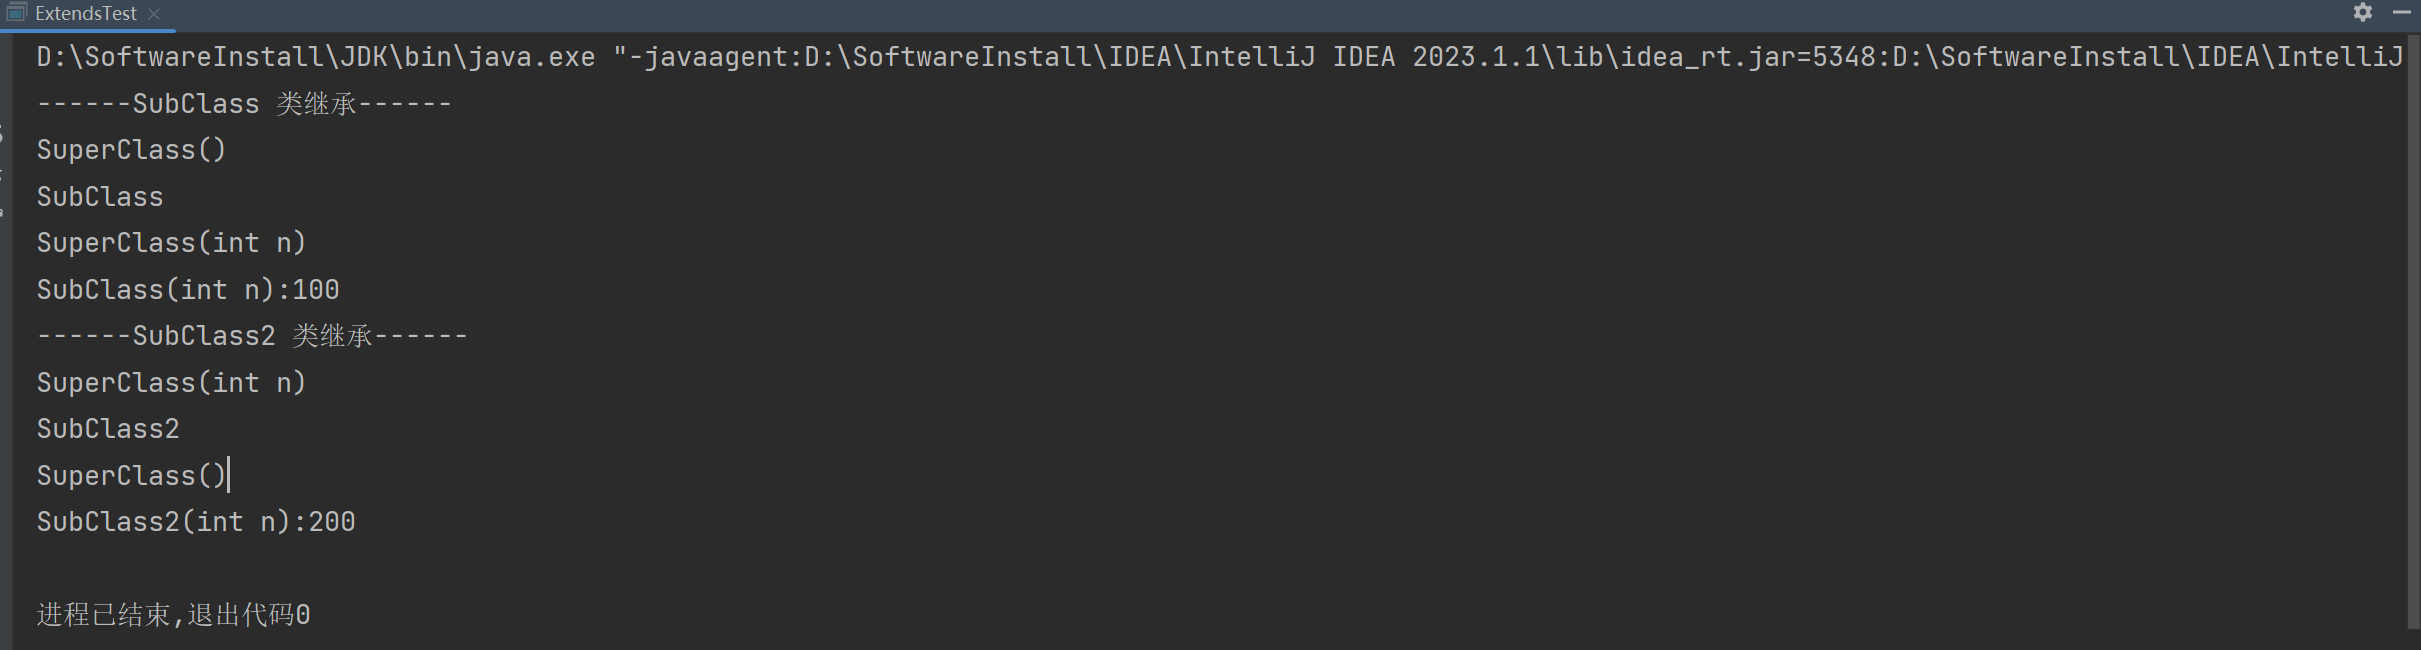 ExtendsTest
D:\SoftwareInstall\JDK\bin\java.exe "-javaagent:D:\SoftwareInstall\IDEA\IntelliJ IDEA 2023.1.1\lib\idea_rt.jar=5348:D:\SoftwareInstall\IDEA\IntelliJ
------SubClass 类继承------
SuperClass()
SubClass
SuperClass(int n)
SubClass(int n):100
------SubClass2 类继承------
SuperClass(int n)
SubClass2
SuperClass()
SubClass2(int n):200
进程已结束,退出代码0